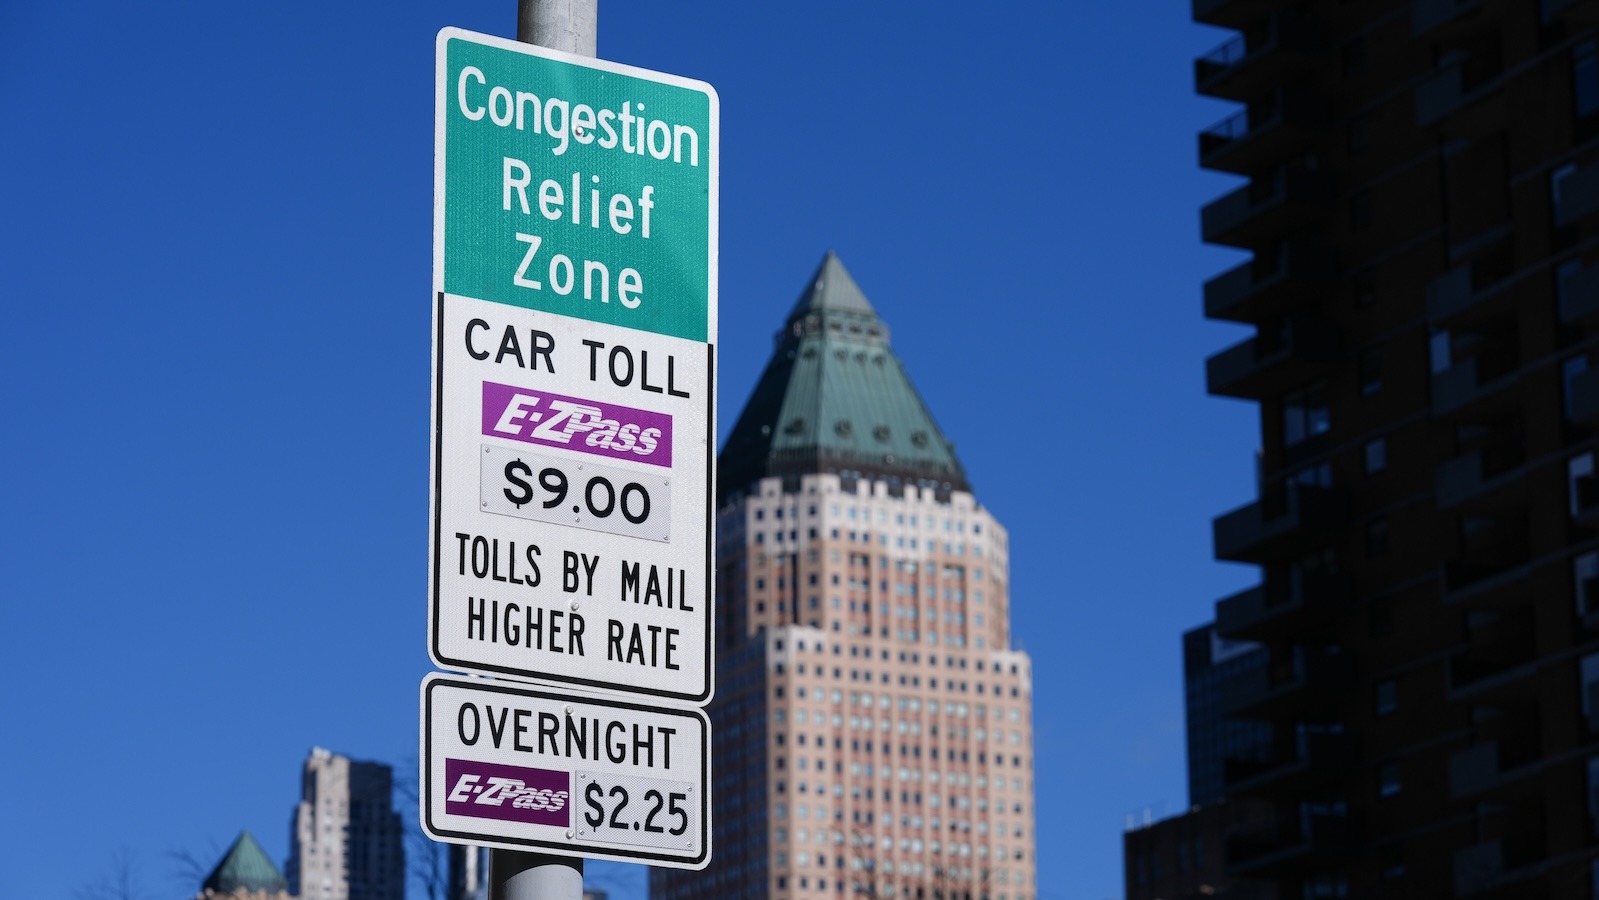 Congestion
Relief
Zone
CAR TOLL
E-ZPass
$9.00
TOLLS BY MAIL
HIGHER RATE
OVERNIGHT
E-ZPass $2.25